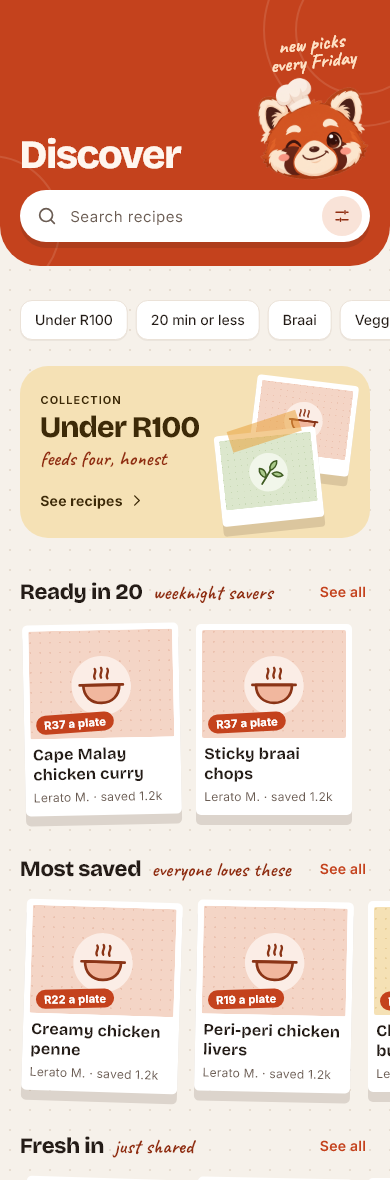 new picks
every Friday
Discover
Search recipes
Under R100
20 min or less
Braai
Vegg
COLLECTION
Under R100
feeds four, honest
See recipes
Ready in 20 weeknight savers See all
R37 a plate
Cape Malay
chicken curry
Lerato M. · saved 1.2k
R37 a plate
Sticky braai
chops
Lerato M. · saved 1.2k
Most saved everyone loves these See all
R22 a plate
Creamy chicken
penne
Lerato M. · saved 1.2k
R19 a plate
Peri-peri chicken
livers
Lerato M. · saved 1.2k
Le
Fresh in just shared See all